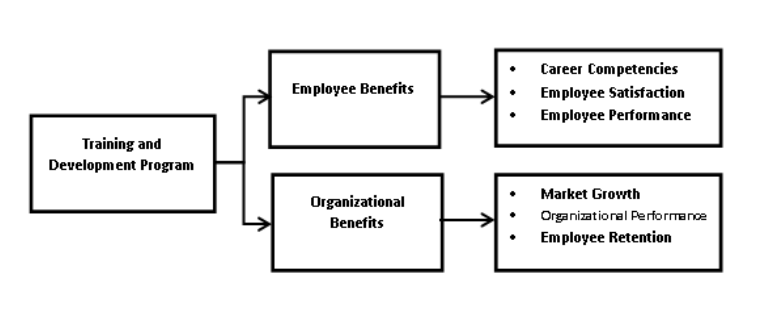 Training and
Development Program
Employee Benefits
• Career Competencies
• Employee Satisfaction
• Employee Performance
Organizational
Benefits
• Market Growth
• Organizational Performance
• Employee Retention